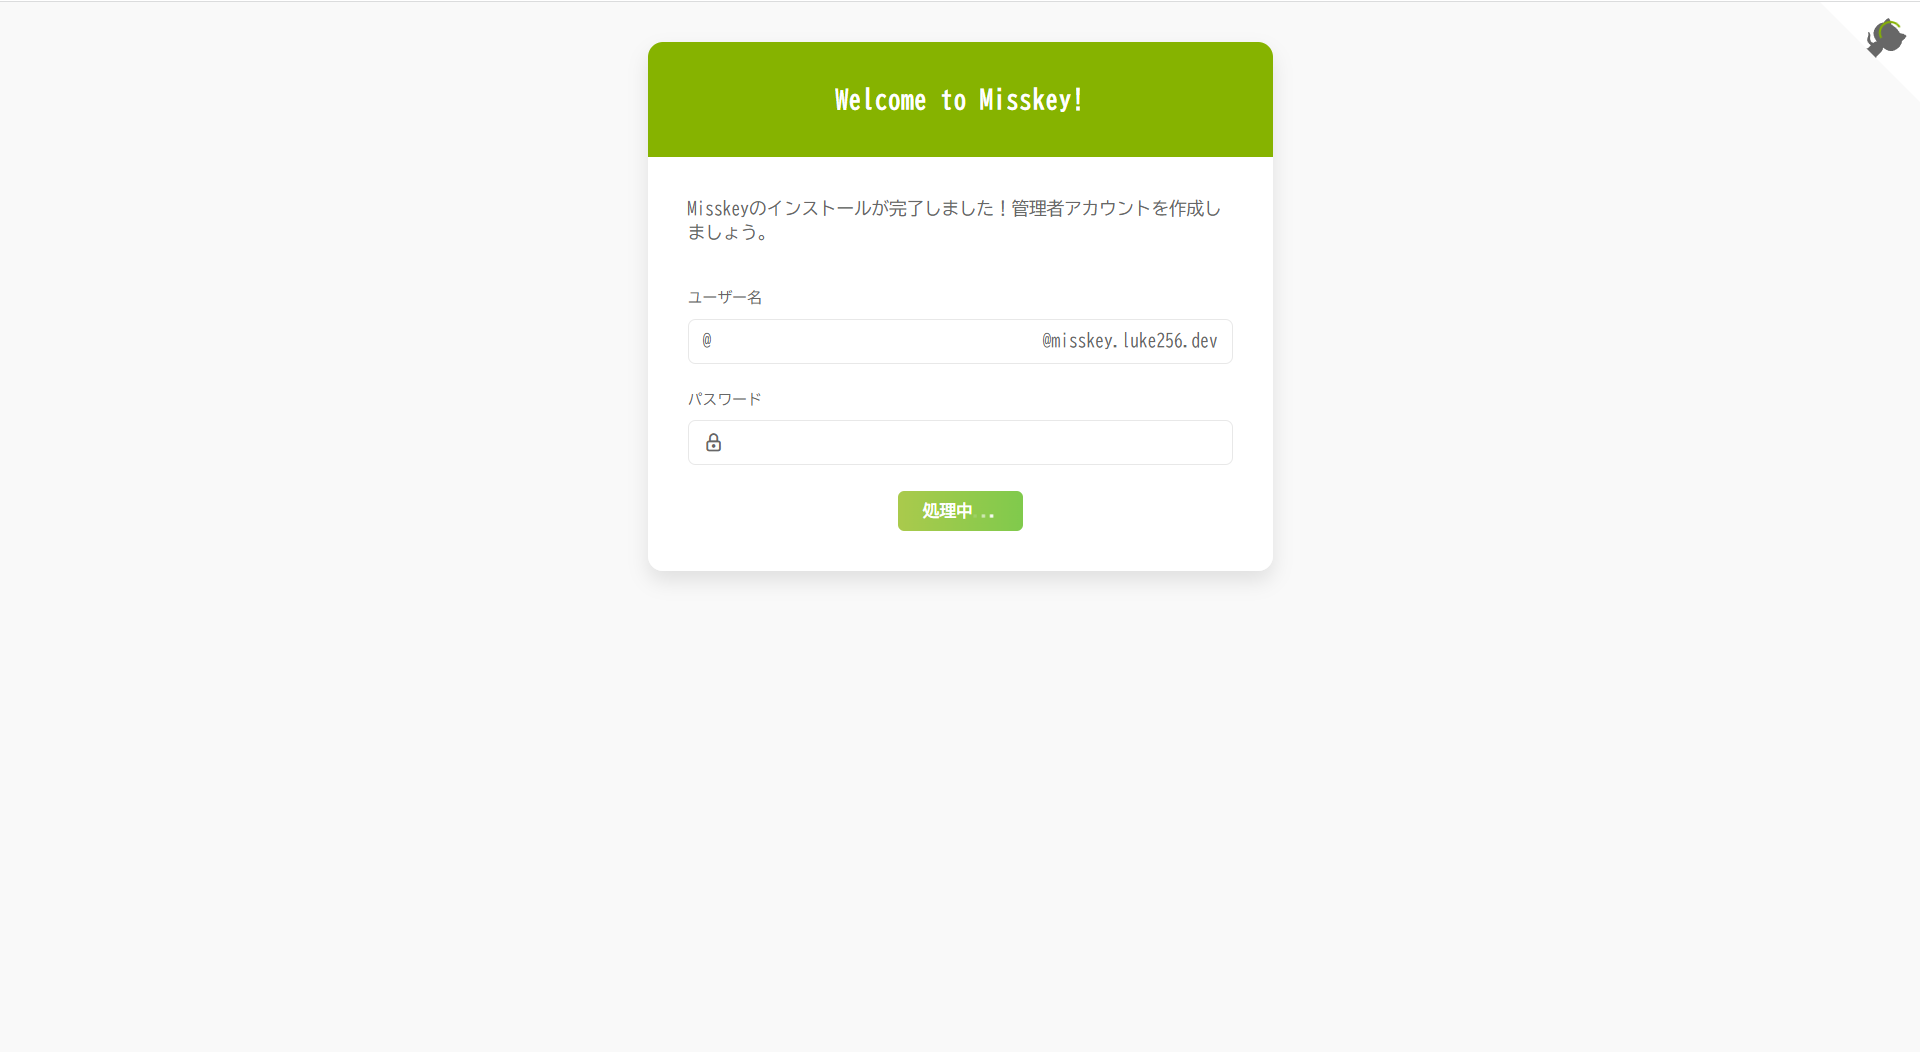 Welcome to Misskey!
Misskeyのインストールが完了しました！管理者アカウントを作成し
ましょう。
ユーザー名
@ @misskey.luke256.dev
パスワード
処理中..